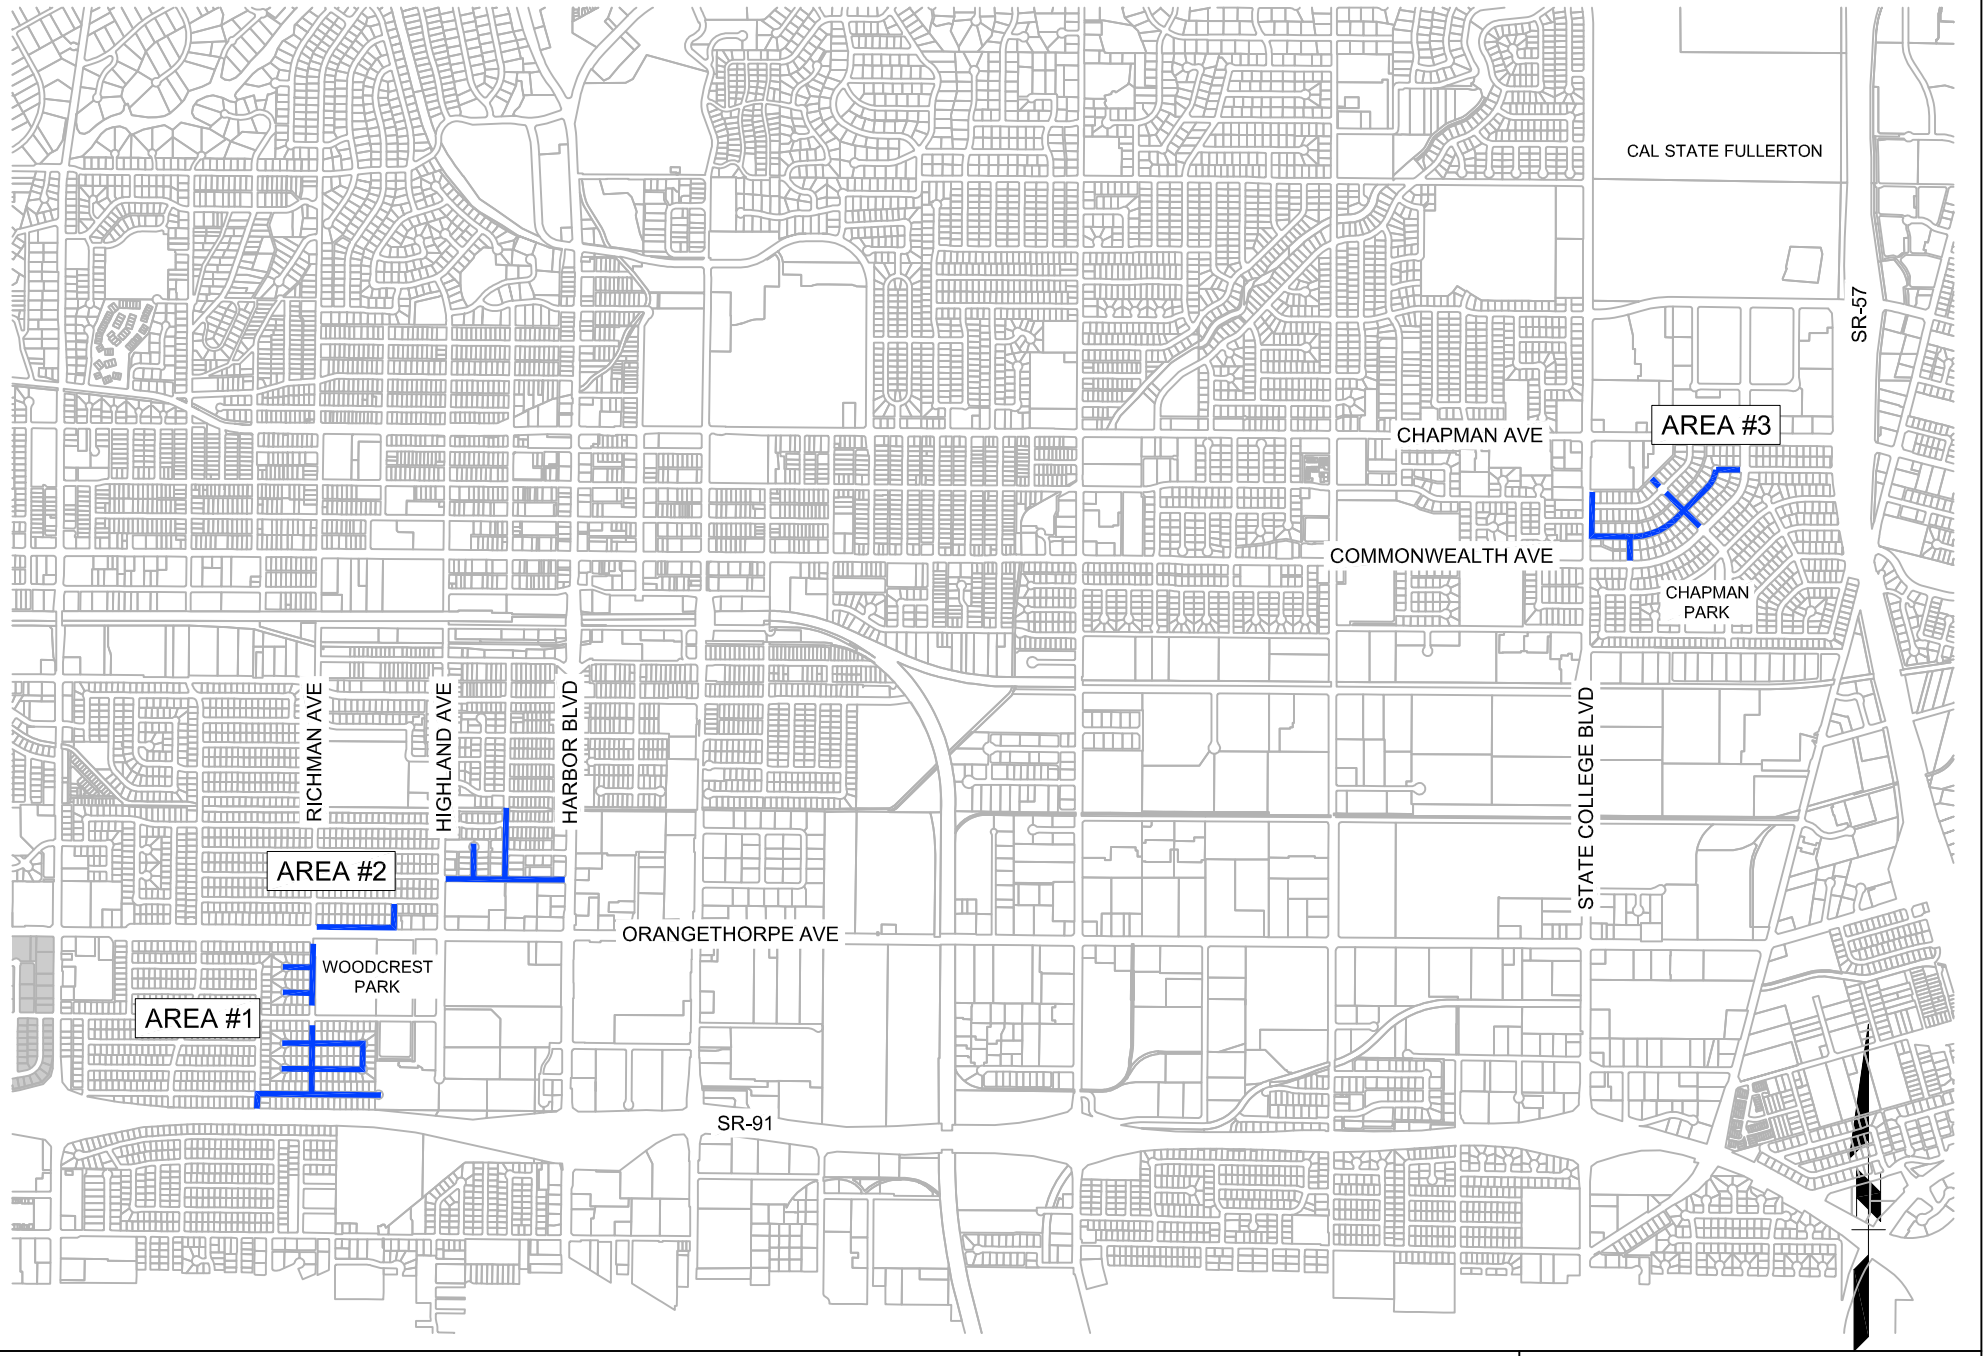 CAL STATE FULLERTON
SR-57
AREA #3
CHAPMAN AVE
COMMONWEALTH AVE
CHAPMAN
PARK
RICHMAN AVE
HIGHLAND AVE
HARBOR BLVD
STATE COLLEGE BLVD
AREA #2
ORANGETHORPE AVE
WOODCREST
PARK
AREA #1
SR-91